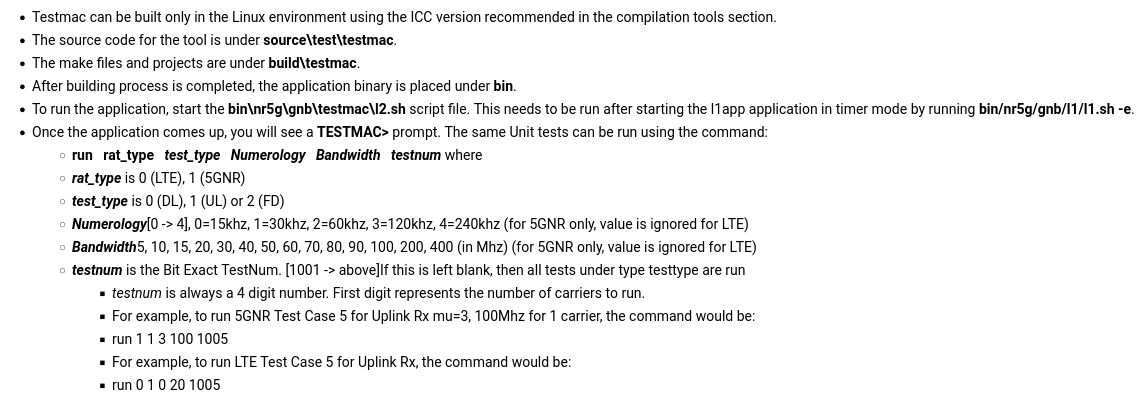 • Testmac can be built only in the Linux environment using the ICC version recommended in the compilation tools section.
• The source code for the tool is under source\test\testmac.
• The make files and projects are under build\testmac.
• After building process is completed, the application binary is placed under bin.
• To run the application, start the bin\nr5g\gnb\testmac\l2.sh script file. This needs to be run after starting the l1app application in timer mode by running bin/nr5g/gnb/l1/l1.sh -e.
• Once the application comes up, you will see a TESTMAC> prompt. The same Unit tests can be run using the command:
○ run rat_type test_type Numerology Bandwidth testnum where
○ rat_type is 0 (LTE), 1 (5GNR)
○ test_type is 0 (DL), 1 (UL) or 2 (FD)
○ Numerology[0 -> 4], 0=15khz, 1=30khz, 2=60khz, 3=120khz, 4=240khz (for 5GNR only, value is ignored for LTE)
○ Bandwidth5, 10, 15, 20, 30, 40, 50, 60, 70, 80, 90, 100, 200, 400 (in Mhz) (for 5GNR only, value is ignored for LTE)
○ testnum is the Bit Exact TestNum. [1001 -> above]If this is left blank, then all tests under type testtype are run
▪ testnum is always a 4 digit number. First digit represents the number of carriers to run.
▪ For example, to run 5GNR Test Case 5 for Uplink Rx mu=3, 100Mhz for 1 carrier, the command would be:
▪ run 1 1 3 100 1005
▪ For example, to run LTE Test Case 5 for Uplink Rx, the command would be:
▪ run 0 1 0 20 1005